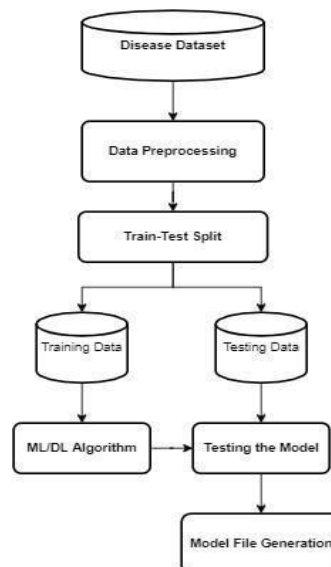 Disease Dataset
Data Preprocessing
Train-Test Split
Training Data
Testing Data
ML/DL Algorithm
Testing the Model
Model File Generation